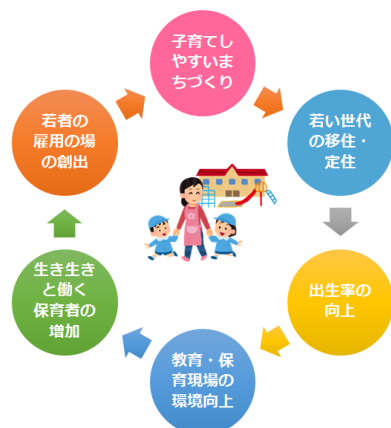 子育てし
やすいま
ちづくり
若い世代
の移住・
定住
出生率の
向上
教育・保
育現場の
環境向上
生き生き
と働く
保育者の
増加
若者の
雇用の場
の創出